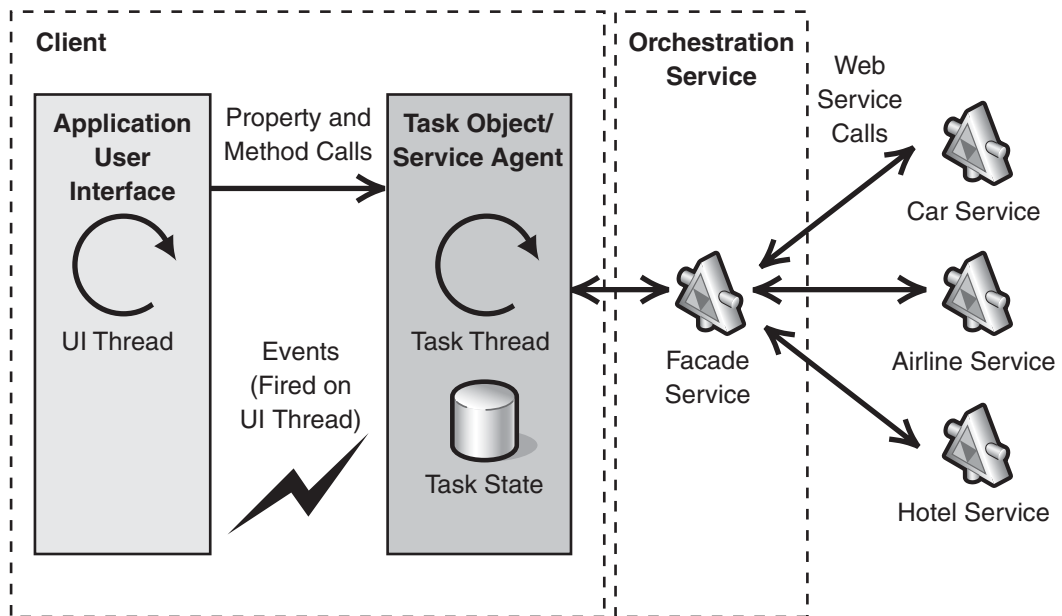 Client
Application
User
Interface
UI Thread
Property and
Method Calls
Events
(Fired on
UI Thread)
Task Object/
Service Agent
Task Thread
Task State
Orchestration
Service
Facade
Service
Web
Service
Calls
Car Service
Airline Service
Hotel Service